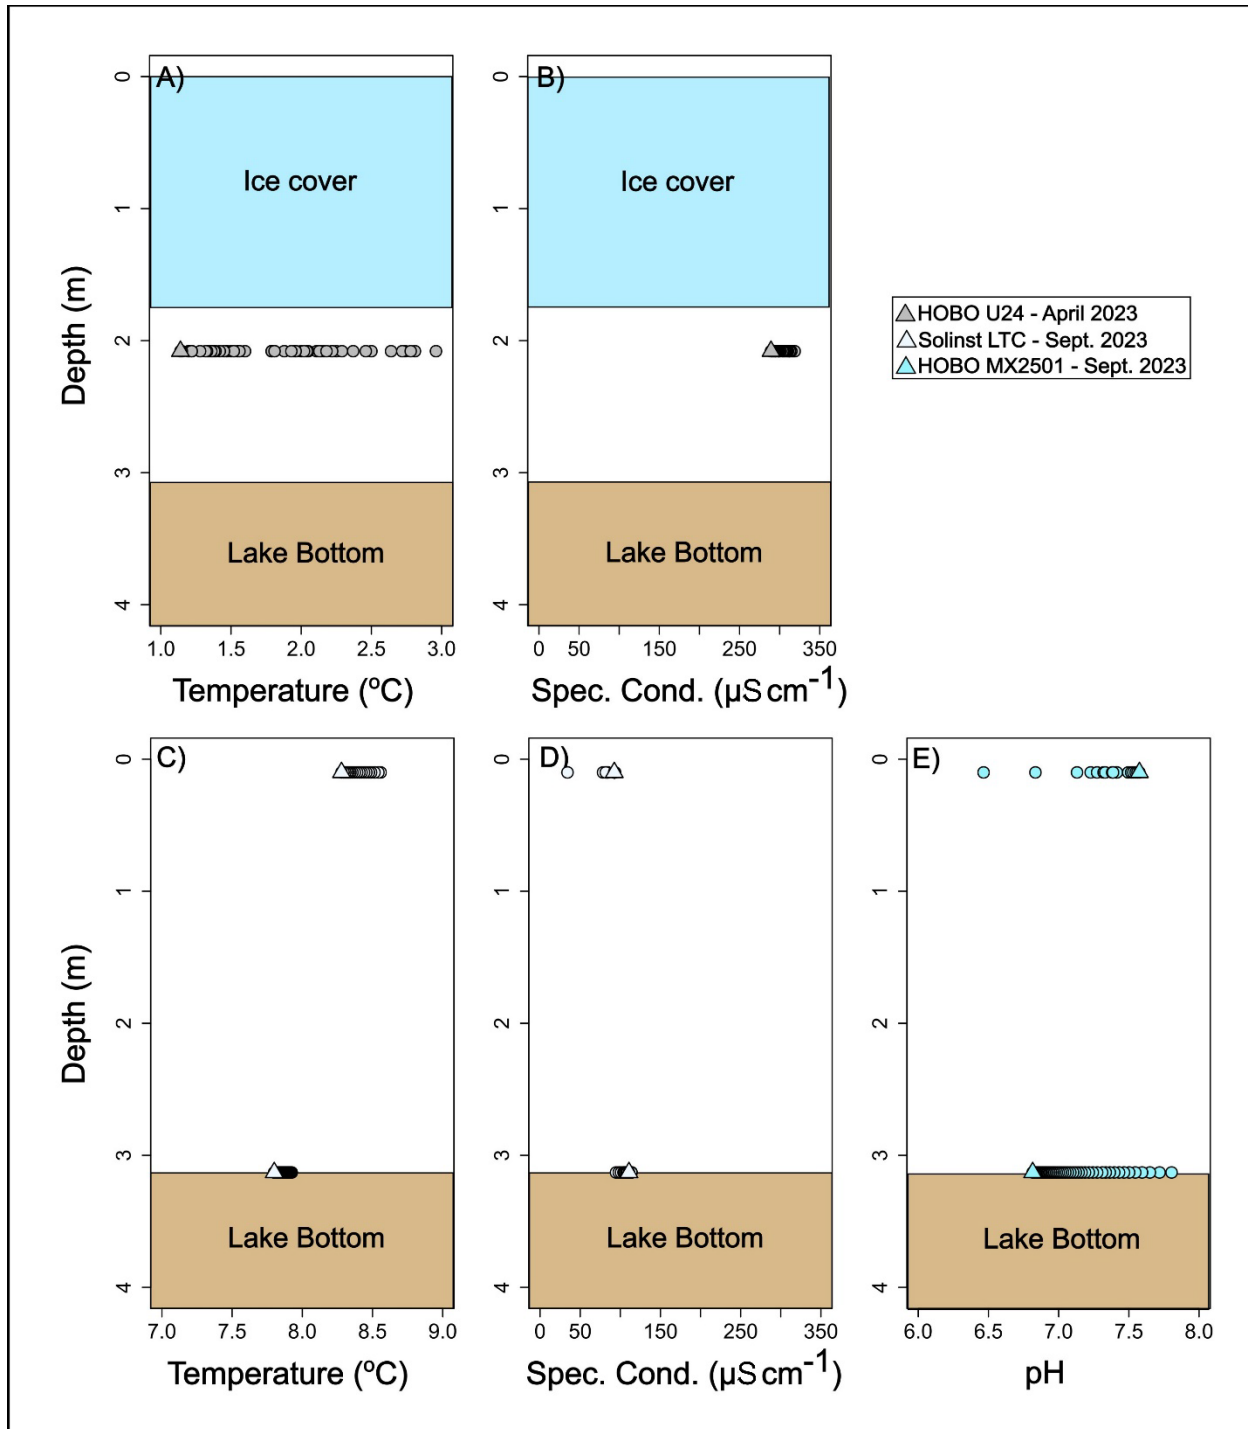 A)
B)
0
1
2
3
4
Depth (m)
Ice cover
Lake Bottom
1.0 1.5 2.0 2.5 3.0
Temperature (ºC)
0
1
2
3
4
Ice cover
Lake Bottom
0 50 150 250 350
Spec. Cond. (µS cm-1)
HOBO U24 - April 2023
Solinst LTC - Sept. 2023
HOBO MX2501 - Sept. 2023
C)
0
1
2
3
4
Depth (m)
Lake Bottom
7.0 7.5 8.0 8.5 9.0
Temperature (ºC)
D)
0
1
2
3
4
Lake Bottom
0 50 150 250 350
Spec. Cond. (µS cm-1)
E)
0
1
2
3
4
Lake Bottom
6.0 6.5 7.0 7.5 8.0
pH